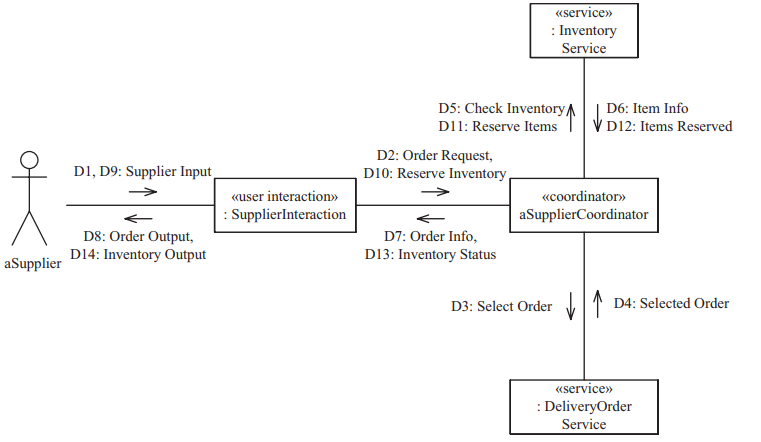 «service»
: Inventory
Service
D5: Check Inventory
D11: Reserve Items
D6: Item Info
D12: Items Reserved
D1, D9: Supplier Input
D2: Order Request,
D10: Reserve Inventory
«user interaction»
: SupplierInteraction
«coordinator»
aSupplierCoordinator
D8: Order Output,
D14: Inventory Output
D7: Order Info,
D13: Inventory Status
aSupplier
D3: Select Order
D4: Selected Order
«service»
: DeliveryOrder
Service